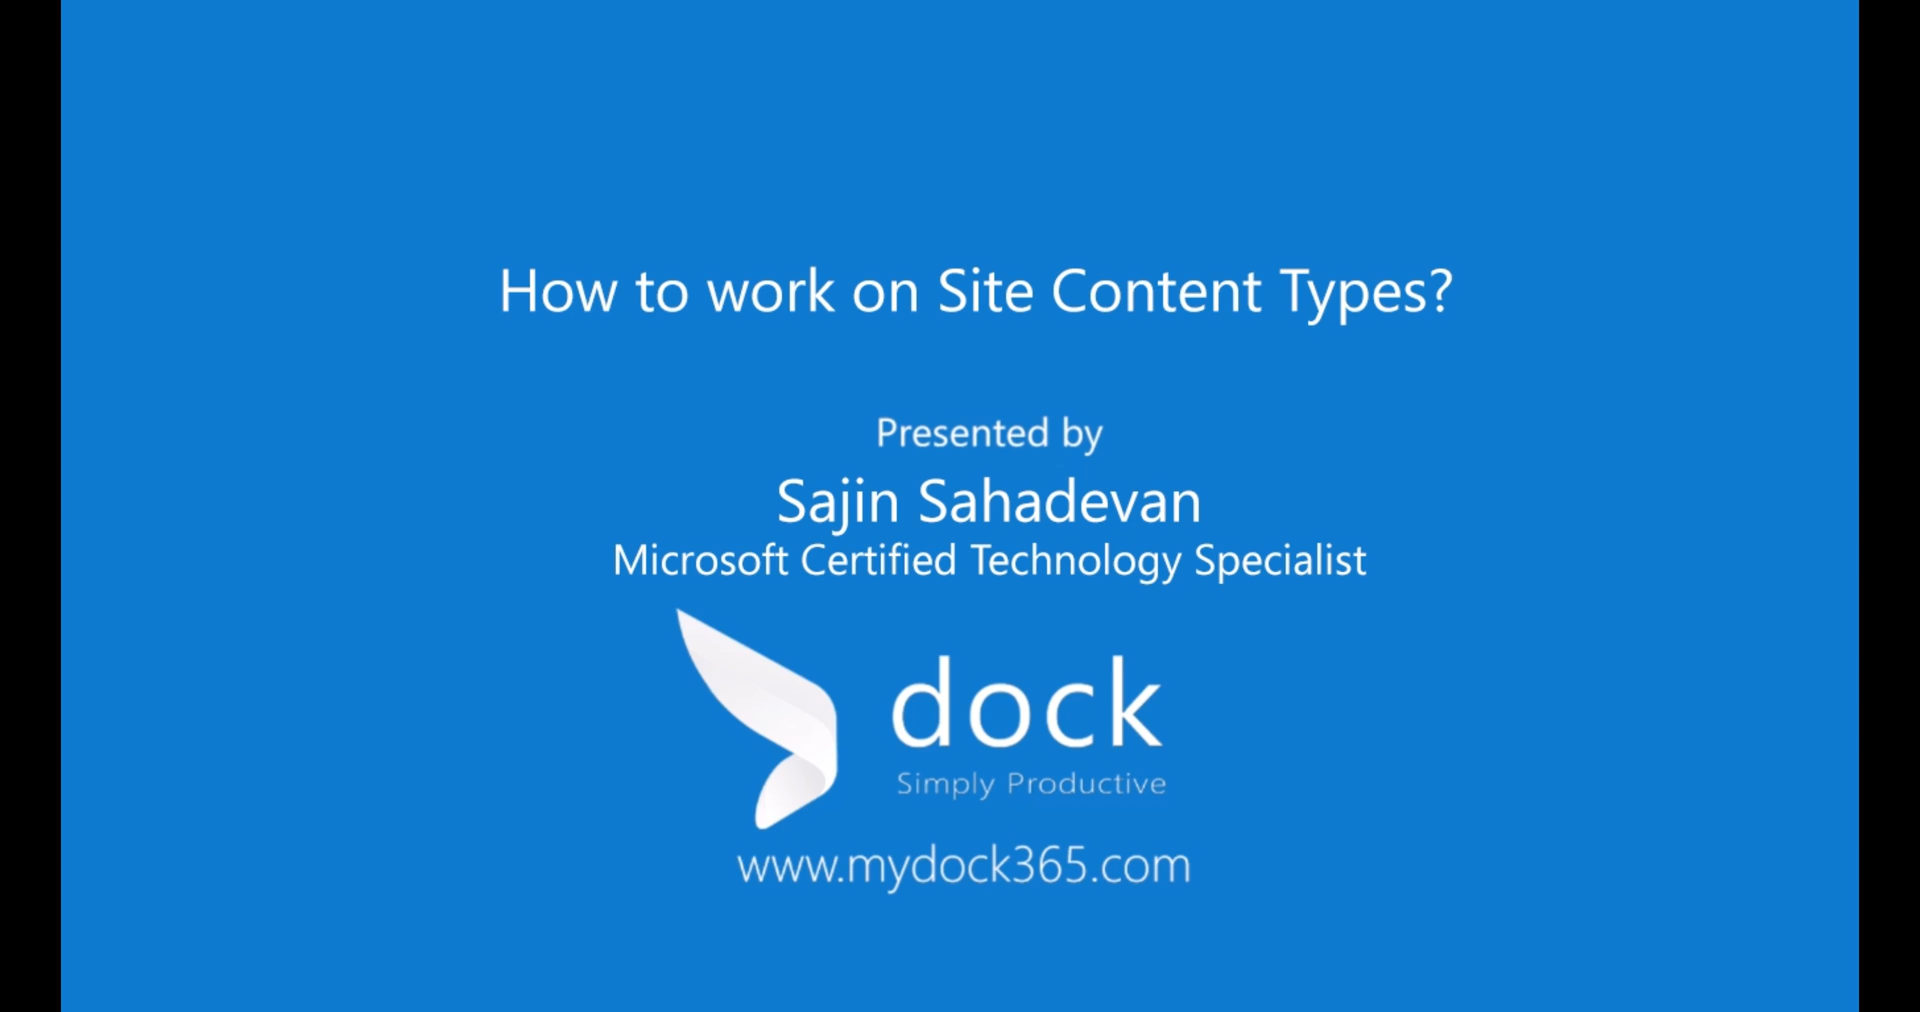 How to work on Site Content Types?
Presented by
Sajin Sahadevan
Microsoft Certified Technology Specialist
dock
Simply Productive
www.mydock365.com